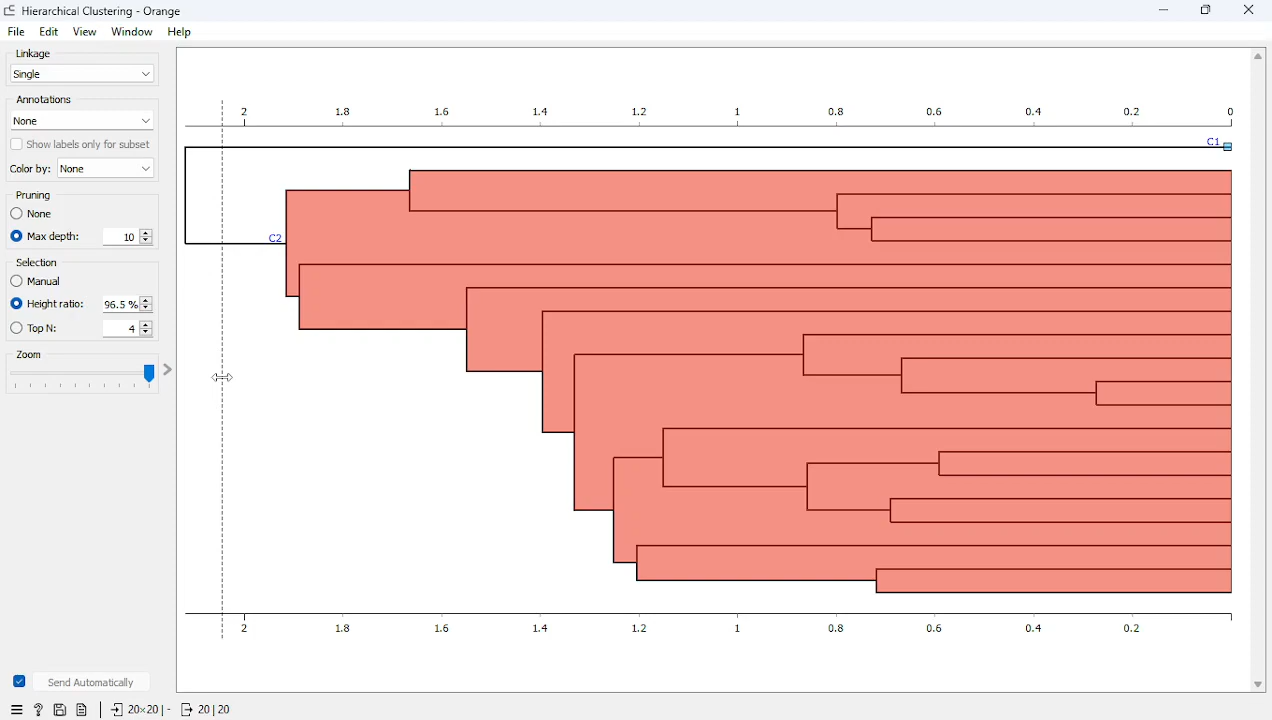 Hierarchical Clustering - Orange
File Edit View Window Help
Linkage
Single
Annotations
None
Show labels only for subset
Color by: None
Pruning
None
Max depth: 10
Selection
Manual
Height ratio: 96.5 %
Top N: 4
Zoom
Send Automatically
2 1.8 1.6 1.4 1.2 1 0.8 0.6 0.4 0.2 0
C1
C2
2 1.8 1.6 1.4 1.2 1 0.8 0.6 0.4 0.2
? 20×20 | - 20 | 20